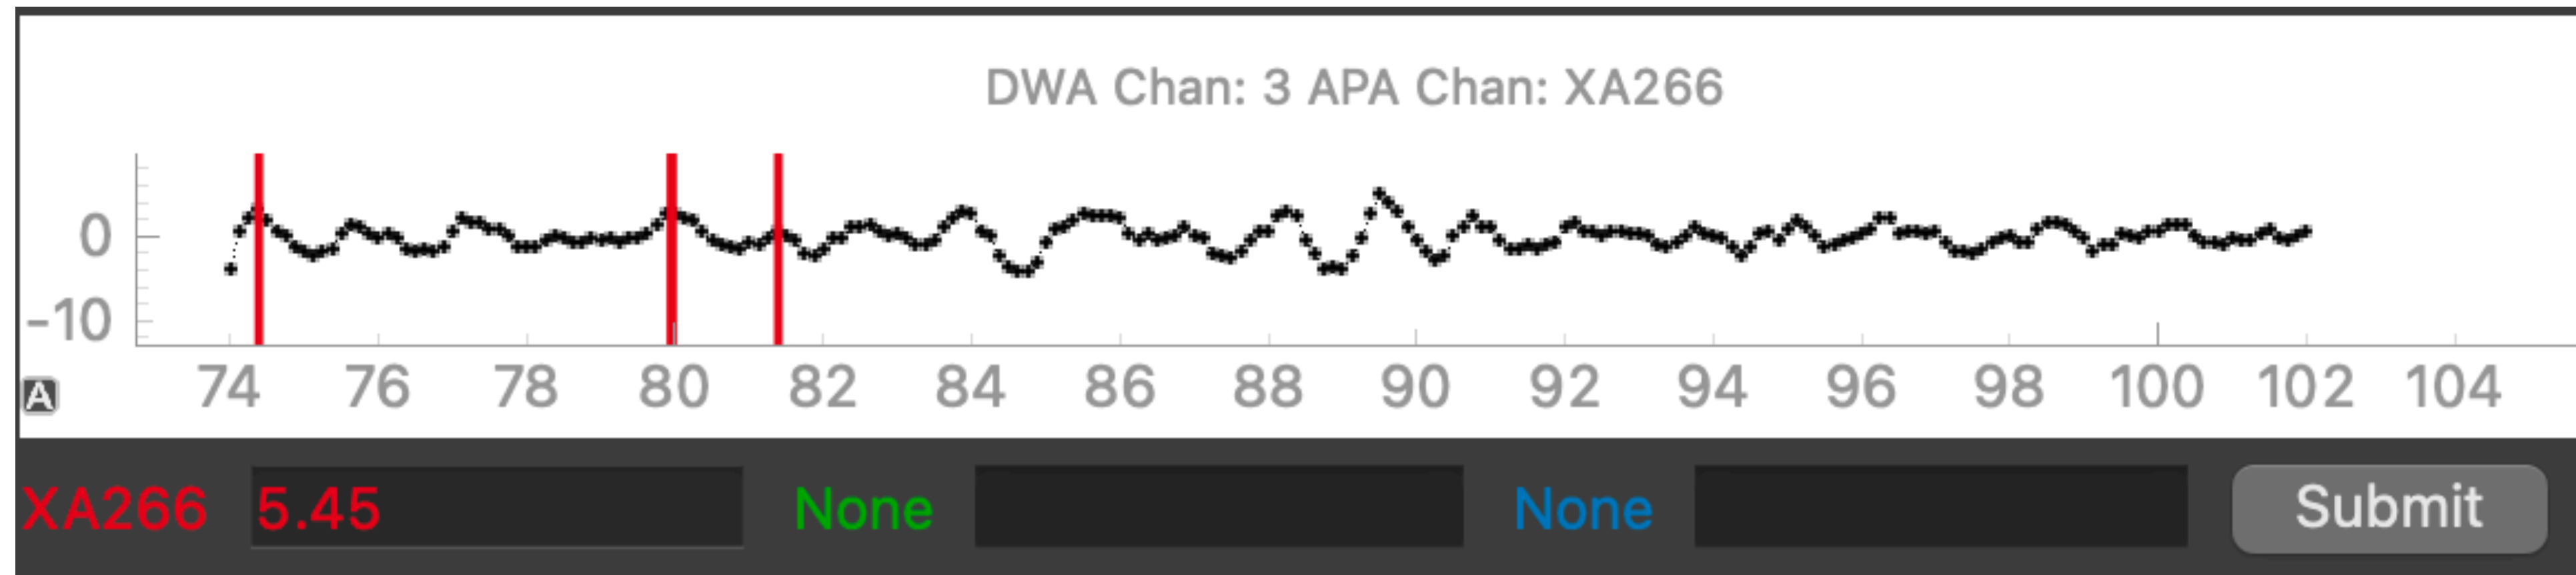 DWA Chan: 3 APA Chan: XA266
0
-10
74 76 78 80 82 84 86 88 90 92 94 96 98 100 102 104
A
XA266 5.45 None None Submit